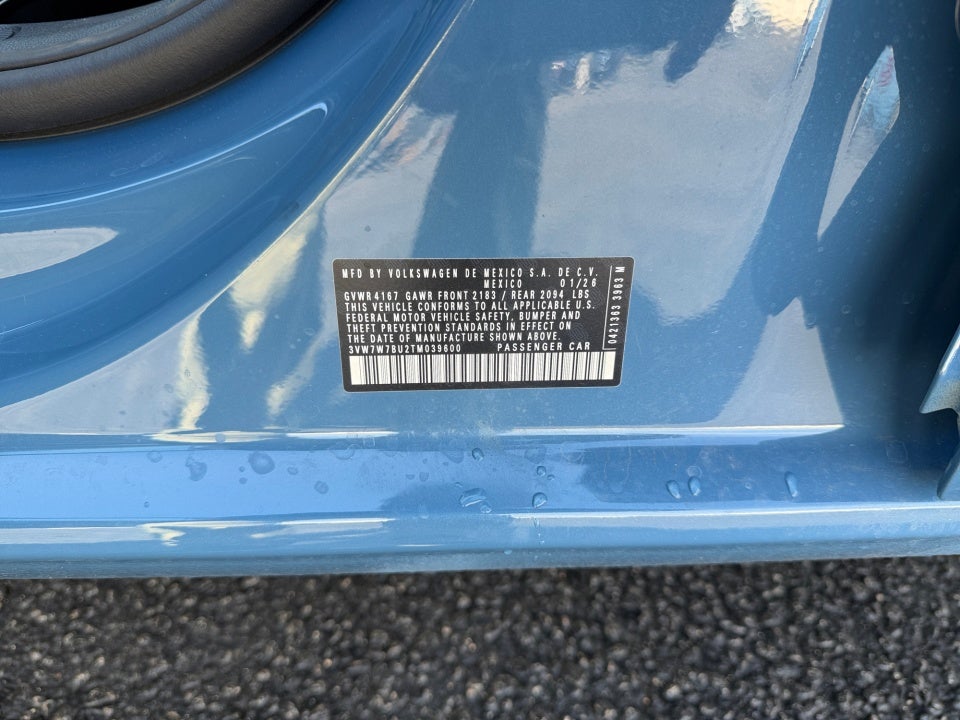 MFD BY VOLKSWAGEN DE MEXICO S.A. DE C.V.
MEXICO 01/26
GVWR 4167 GAWR FRONT 2183 / REAR 2094 LBS
THIS VEHICLE CONFORMS TO ALL APPLICABLE U.S.
FEDERAL MOTOR VEHICLE SAFETY, BUMPER AND
THEFT PREVENTION STANDARDS IN EFFECT ON
THE DATE OF MANUFACTURE SHOWN ABOVE.
3VW7W7BU2TM039600 PASSENGER CAR
0421363 3963 M